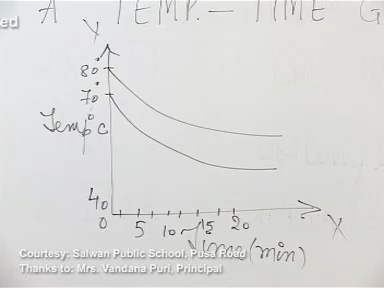 ed
A TEMP. — TIME G
Y
80°
70°
Temp°C
40
0 5 10 15 20
X
Time (min)
Courtesy: Salwan Public School, Pusa Road
Thanks to: Mrs. Vandana Puri, Principal